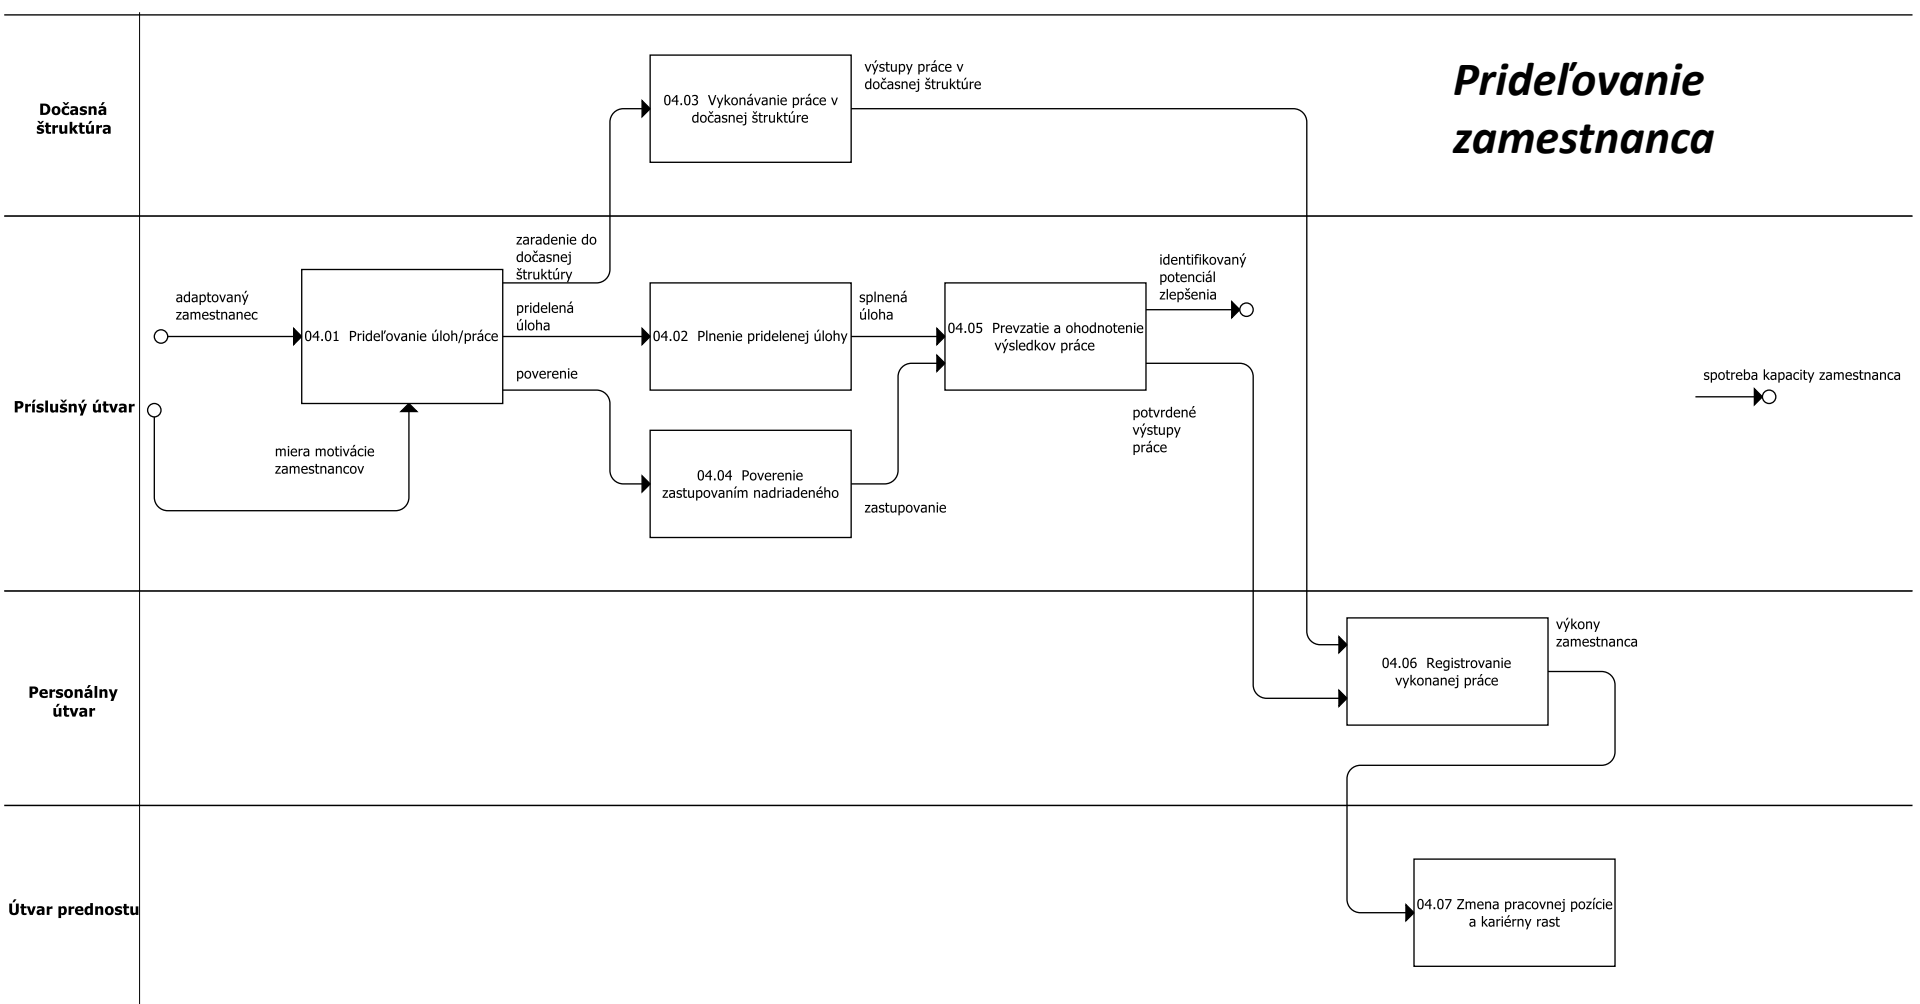 Prideľovanie
zamestnanca
Dočasná
štruktúra
04.03 Vykonávanie práce v
dočasnej štruktúre
výstupy práce v
dočasnej štruktúre
Príslušný útvar
adaptovaný
zamestnanec
miera motivácie
zamestnancov
04.01 Prideľovanie úloh/práce
zaradenie do
dočasnej
štruktúry
pridelená
úloha
poverenie
04.02 Plnenie pridelenej úlohy
splnená
úloha
04.04 Poverenie
zastupovaním nadriadeného
zastupovanie
04.05 Prevzatie a ohodnotenie
výsledkov práce
identifikovaný
potenciál
zlepšenia
potvrdené
výstupy
práce
spotreba kapacity zamestnanca
Personálny
útvar
04.06 Registrovanie
vykonanej práce
výkony
zamestnanca
Útvar prednostu
04.07 Zmena pracovnej pozície
a kariérny rast